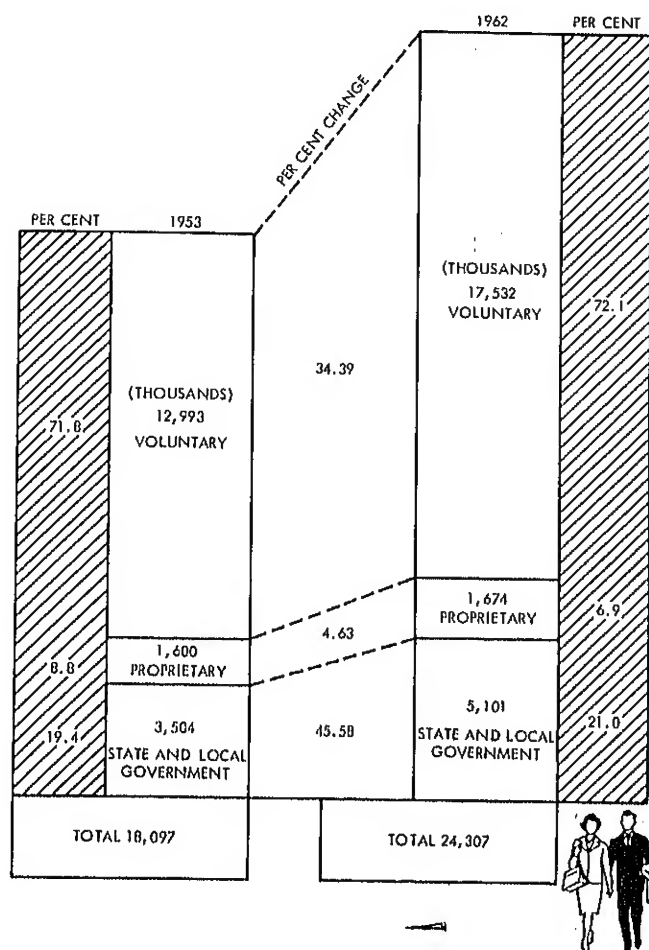 1962
PER CENT
PER CENT CHANGE
PER CENT
1953
(THOUSANDS)
17,532
VOLUNTARY
72.1
34.39
(THOUSANDS)
12,993
VOLUNTARY
71.8
1,674
PROPRIETARY
6.9
4.63
1,600
PROPRIETARY
8.8
5,101
STATE AND LOCAL
GOVERNMENT
21.0
45.58
3,504
STATE AND LOCAL
GOVERNMENT
19.4
TOTAL 18,097
TOTAL 24,307